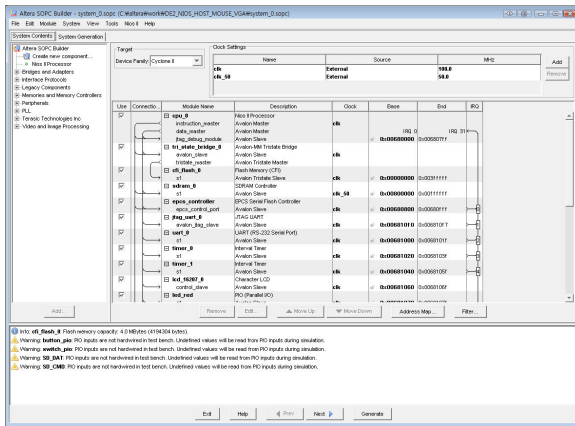 Altera SOPC Builder - system_0.sopc (C:#altera#work#DE2_NIOS_HOST_MOUSE_VGA#system_0.sopc)
File Edit Module System View Tools Nios II Help
System Contents System Generation
Altera SOPC Builder
Create new component...
Nios II Processor
Bridges and Adapters
Interface Protocols
Legacy Components
Memories and Memory Controllers
Peripherals
PLL
Terasic Technologies Inc
Video and Image Processing
Target
Device Family: Cyclone II
Clock Settings
Name Source MHz
clk External 100.0
clk_50 External 50.0
Add
Remove
Use Connectio... Module Name Description Clock Base End IRQ
cpu_0 Nios II Processor
instruction_master Avalon Master clk
data_master Avalon Master IRQ 0 IRQ 31
jtag_debug_module Avalon Slave 0x00680000 0x006807ff
tri_state_bridge_0 Avalon-MM Tristate Bridge
avalon_slave Avalon Slave clk
tristate_master Avalon Tristate Master
cfi_flash_0 Flash Memory (CFI)
s1 Avalon Tristate Slave 0x00000000 0x003fffff
sdram_0 SDRAM Controller
s1 Avalon Slave clk_50 0x00800000 0x00ffffff
epcs_controller EPCS Serial Flash Controller
epcs_control_port Avalon Slave clk 0x00680800 0x00680fff
jtag_uart_0 JTAG UART
avalon_jtag_slave Avalon Slave clk 0x006810f0 0x006810f7
uart_0 UART (RS-232 Serial Port)
s1 Avalon Slave clk 0x00681000 0x0068101f
timer_0 Interval Timer
s1 Avalon Slave clk 0x00681020 0x0068103f
timer_1 Interval Timer
s1 Avalon Slave clk 0x00681040 0x0068105f
lcd_16207_0 Character LCD
control_slave Avalon Slave clk 0x00681060 0x0068106f
led_red PIO (Parallel I/O)
Add...
Remove Edit... Move Up Move Down Address Map... Filter...
Info: cfi_flash_0: Flash memory capacity: 4.0 MBytes (4194304 bytes).
Warning: button_pio: PIO inputs are not hardwired in test bench. Undefined values will be read from PIO inputs during simulation.
Warning: switch_pio: PIO inputs are not hardwired in test bench. Undefined values will be read from PIO inputs during simulation.
Warning: SD_DAT: PIO inputs are not hardwired in test bench. Undefined values will be read from PIO inputs during simulation.
Warning: SD_CMD: PIO inputs are not hardwired in test bench. Undefined values will be read from PIO inputs during simulation.
Exit Help Prev Next Generate